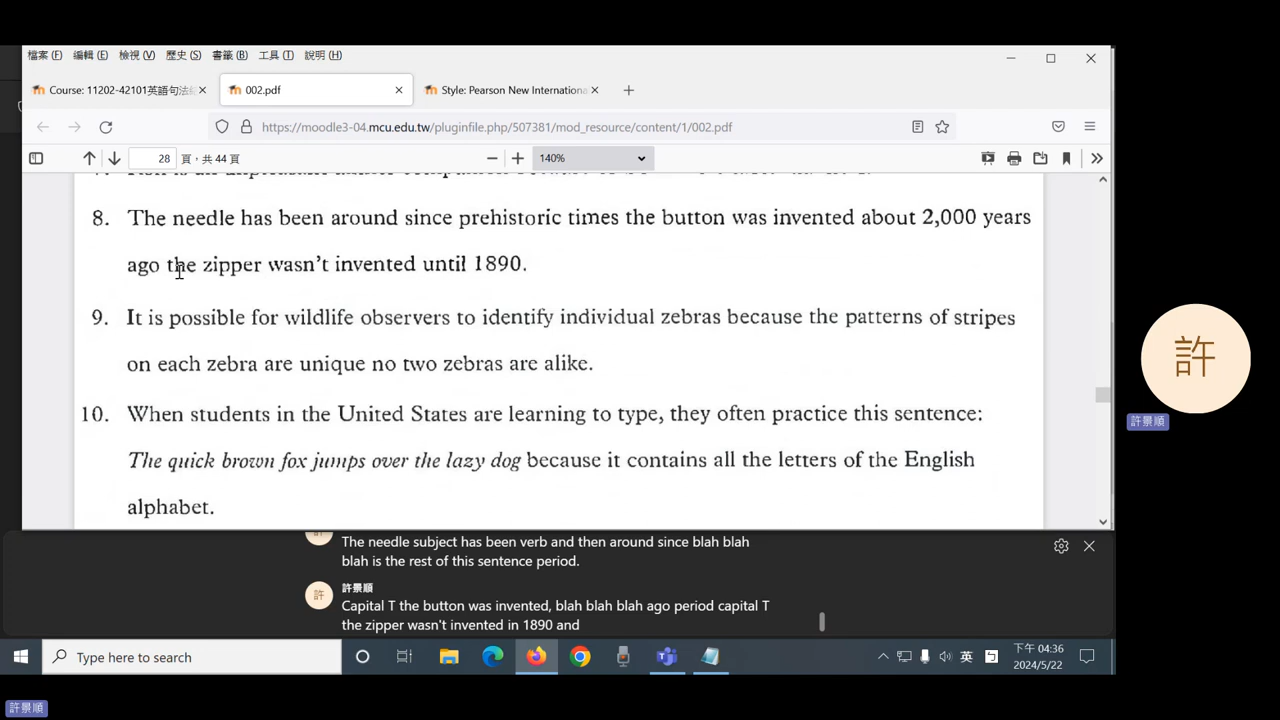 檔案 (F) 編輯 (E) 檢視 (V) 歷史 (S) 書籤 (B) 工具 (T) 說明 (H)
Course: 11202-42101英語句法
002.pdf
Style: Pearson New Internationa
https://moodle3-04.mcu.edu.tw/pluginfile.php/507381/mod_resource/content/1/002.pdf
28 頁，共 44 頁
140%
8. The needle has been around since prehistoric times the button was invented about 2,000 years
ago the zipper wasn't invented until 1890.
9. It is possible for wildlife observers to identify individual zebras because the patterns of stripes
on each zebra are unique no two zebras are alike.
10. When students in the United States are learning to type, they often practice this sentence:
The quick brown fox jumps over the lazy dog because it contains all the letters of the English
alphabet.
許
許景順
許
The needle subject has been verb and then around since blah blah
blah is the rest of this sentence period.
許景順
許
Capital T the button was invented, blah blah blah ago period capital T
the zipper wasn't invented in 1890 and
Type here to search
英
下午 04:36
2024/5/22
許景順